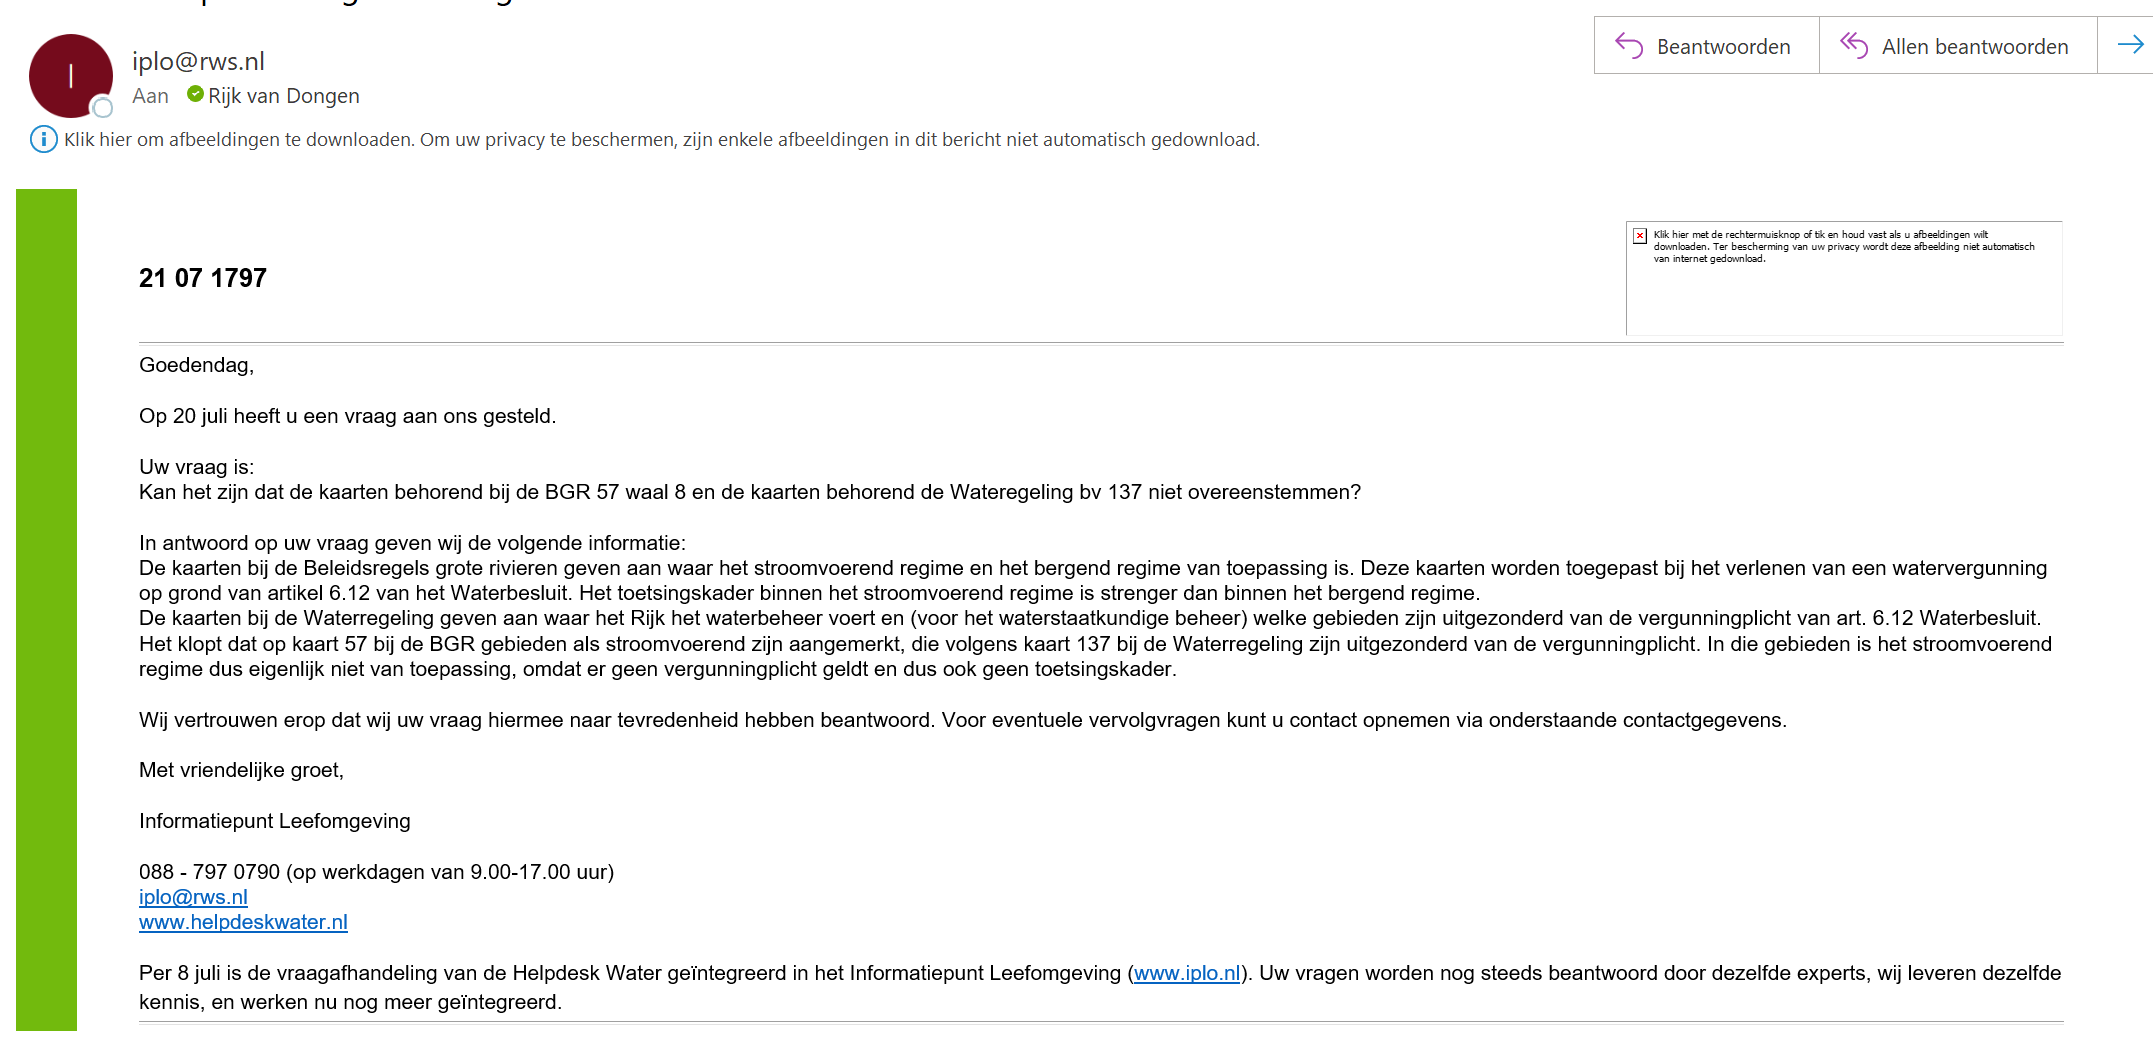 iplo@rws.nl
Aan Rijk van Dongen
Beantwoorden
Allen beantwoorden
Klik hier om afbeeldingen te downloaden. Om uw privacy te beschermen, zijn enkele afbeeldingen in dit bericht niet automatisch gedownload.
Klik hier met de rechtermuisknop of tik en houd vast als u afbeeldingen wilt
downloaden. Ter bescherming van uw privacy wordt deze afbeelding niet automatisch
van internet gedownload.
21 07 1797
Goedendag,
Op 20 juli heeft u een vraag aan ons gesteld.
Uw vraag is:
Kan het zijn dat de kaarten behorend bij de BGR 57 waal 8 en de kaarten behorend de Wateregeling bv 137 niet overeenstemmen?
In antwoord op uw vraag geven wij de volgende informatie:
De kaarten bij de Beleidsregels grote rivieren geven aan waar het stroomvoerend regime en het bergend regime van toepassing is. Deze kaarten worden toegepast bij het verlenen van een watervergunning
op grond van artikel 6.12 van het Waterbesluit. Het toetsingskader binnen het stroomvoerend regime is strenger dan binnen het bergend regime.
De kaarten bij de Waterregeling geven aan waar het Rijk het waterbeheer voert en (voor het waterstaatkundige beheer) welke gebieden zijn uitgezonderd van de vergunningplicht van art. 6.12 Waterbesluit.
Het klopt dat op kaart 57 bij de BGR gebieden als stroomvoerend zijn aangemerkt, die volgens kaart 137 bij de Waterregeling zijn uitgezonderd van de vergunningplicht. In die gebieden is het stroomvoerend
regime dus eigenlijk niet van toepassing, omdat er geen vergunningplicht geldt en dus ook geen toetsingskader.
Wij vertrouwen erop dat wij uw vraag hiermee naar tevredenheid hebben beantwoord. Voor eventuele vervolgvragen kunt u contact opnemen via onderstaande contactgegevens.
Met vriendelijke groet,
Informatiepunt Leefomgeving
088 - 797 0790 (op werkdagen van 9.00-17.00 uur)
iplo@rws.nl
www.helpdeskwater.nl
Per 8 juli is de vraagafhandeling van de Helpdesk Water geïntegreerd in het Informatiepunt Leefomgeving (www.iplo.nl). Uw vragen worden nog steeds beantwoord door dezelfde experts, wij leveren dezelfde
kennis, en werken nu nog meer geïntegreerd.